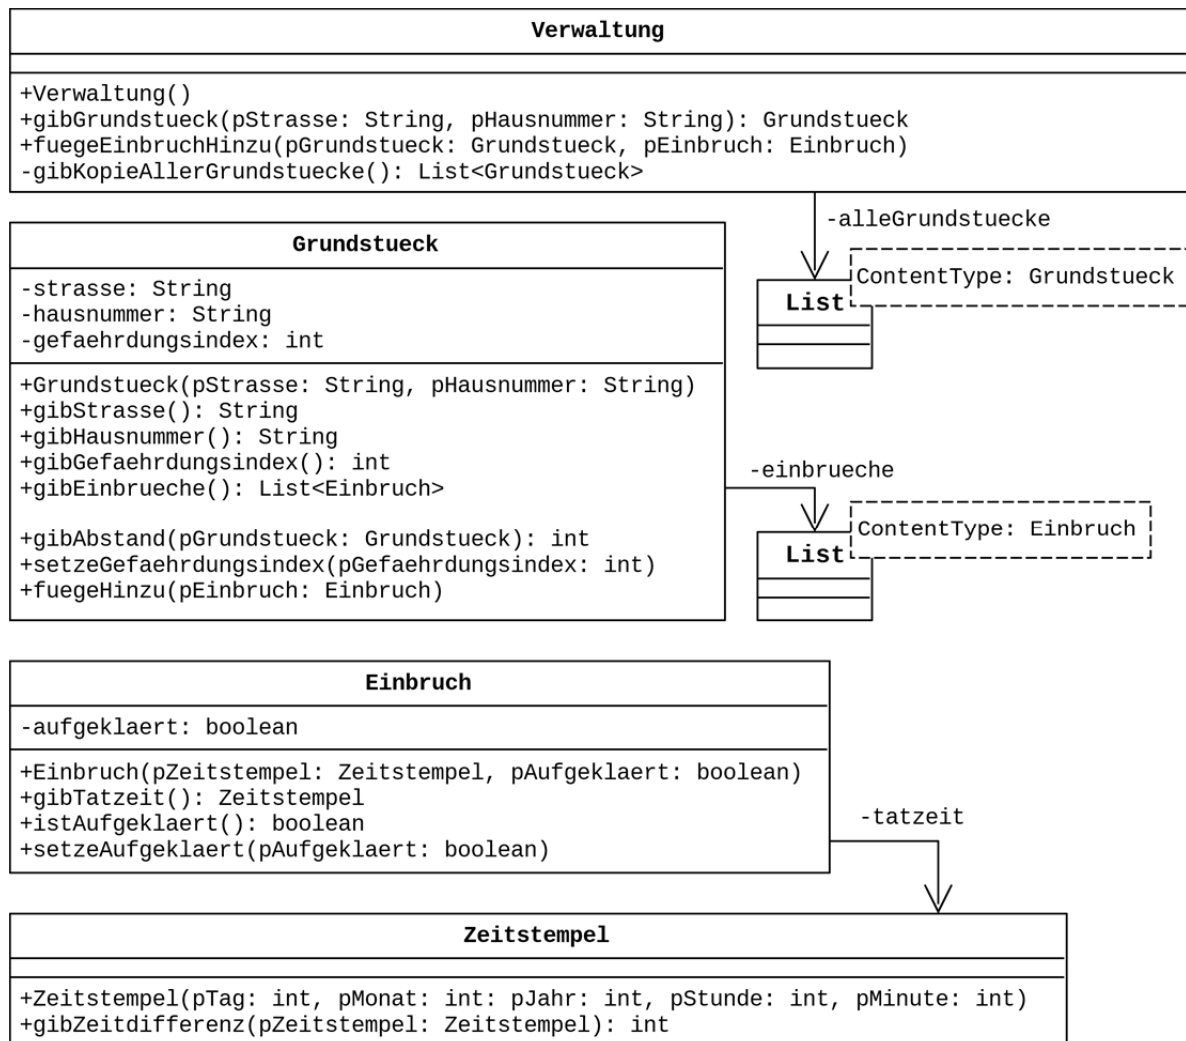 Verwaltung
+Verwaltung()
+gibGrundstueck(pStrasse: String, pHausnummer: String): Grundstueck
+fuegeEinbruchHinzu(pGrundstueck: Grundstueck, pEinbruch: Einbruch)
-gibKopieAllerGrundstuecke(): List<Grundstueck>
-alleGrundstuecke
ContentType: Grundstueck
List
Grundstueck
-strasse: String
-hausnummer: String
-gefaehrdungsindex: int
+Grundstueck(pStrasse: String, pHausnummer: String)
+gibStrasse(): String
+gibHausnummer(): String
+gibGefaehrdungsindex(): int
+gibEinbrueche(): List<Einbruch>
+gibAbstand(pGrundstueck: Grundstueck): int
+setzeGefaehrdungsindex(pGefaehrdungsindex: int)
+fuegeHinzu(pEinbruch: Einbruch)
-einbrueche
ContentType: Einbruch
List
Einbruch
-aufgeklaert: boolean
+Einbruch(pZeitstempel: Zeitstempel, pAufgeklaert: boolean)
+gibTatzeit(): Zeitstempel
+istAufgeklaert(): boolean
+setzeAufgeklaert(pAufgeklaert: boolean)
-tatzeit
Zeitstempel
+Zeitstempel(pTag: int, pMonat: int: pJahr: int, pStunde: int, pMinute: int)
+gibZeitdifferenz(pZeitstempel: Zeitstempel): int